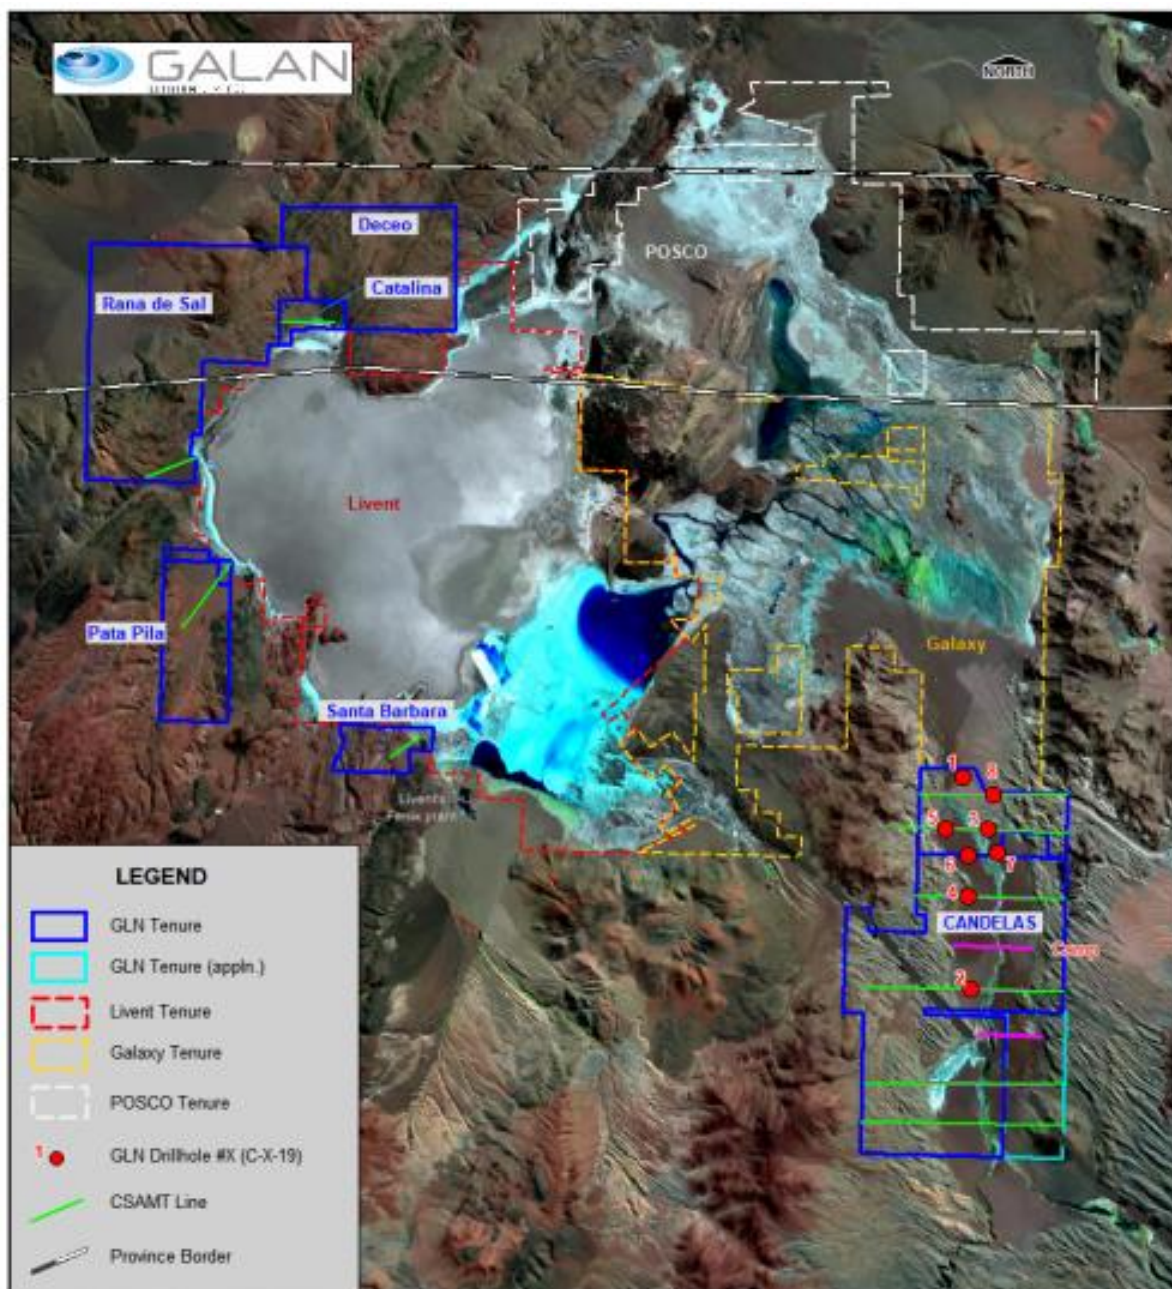 GALAN
NORTH
Deceo
POSCO
Rana de Sal
Catalina
Livent
Pata Pila
Galaxy
Santa Barbara
1
8
5
3
6
7
4
CANDELAS
Camp
2
LEGEND
GLN Tenure
GLN Tenure (appln.)
Livent Tenure
Galaxy Tenure
POSCO Tenure
1
GLN Drillhole #X (C-X-19)
CSAMT Line
Province Border